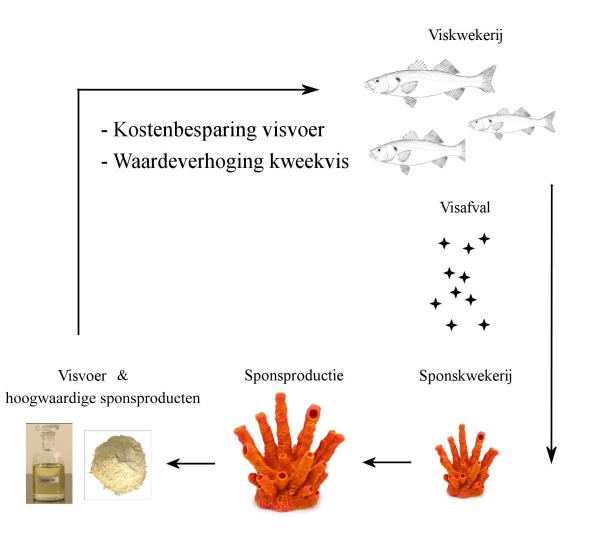 Viskwekerij
- Kostenbesparing visvoer
- Waardeverhoging kweekvis
Visafval
Visvoer &
hoogwaardige sponsproducten
Sponsproductie
Sponskwekerij